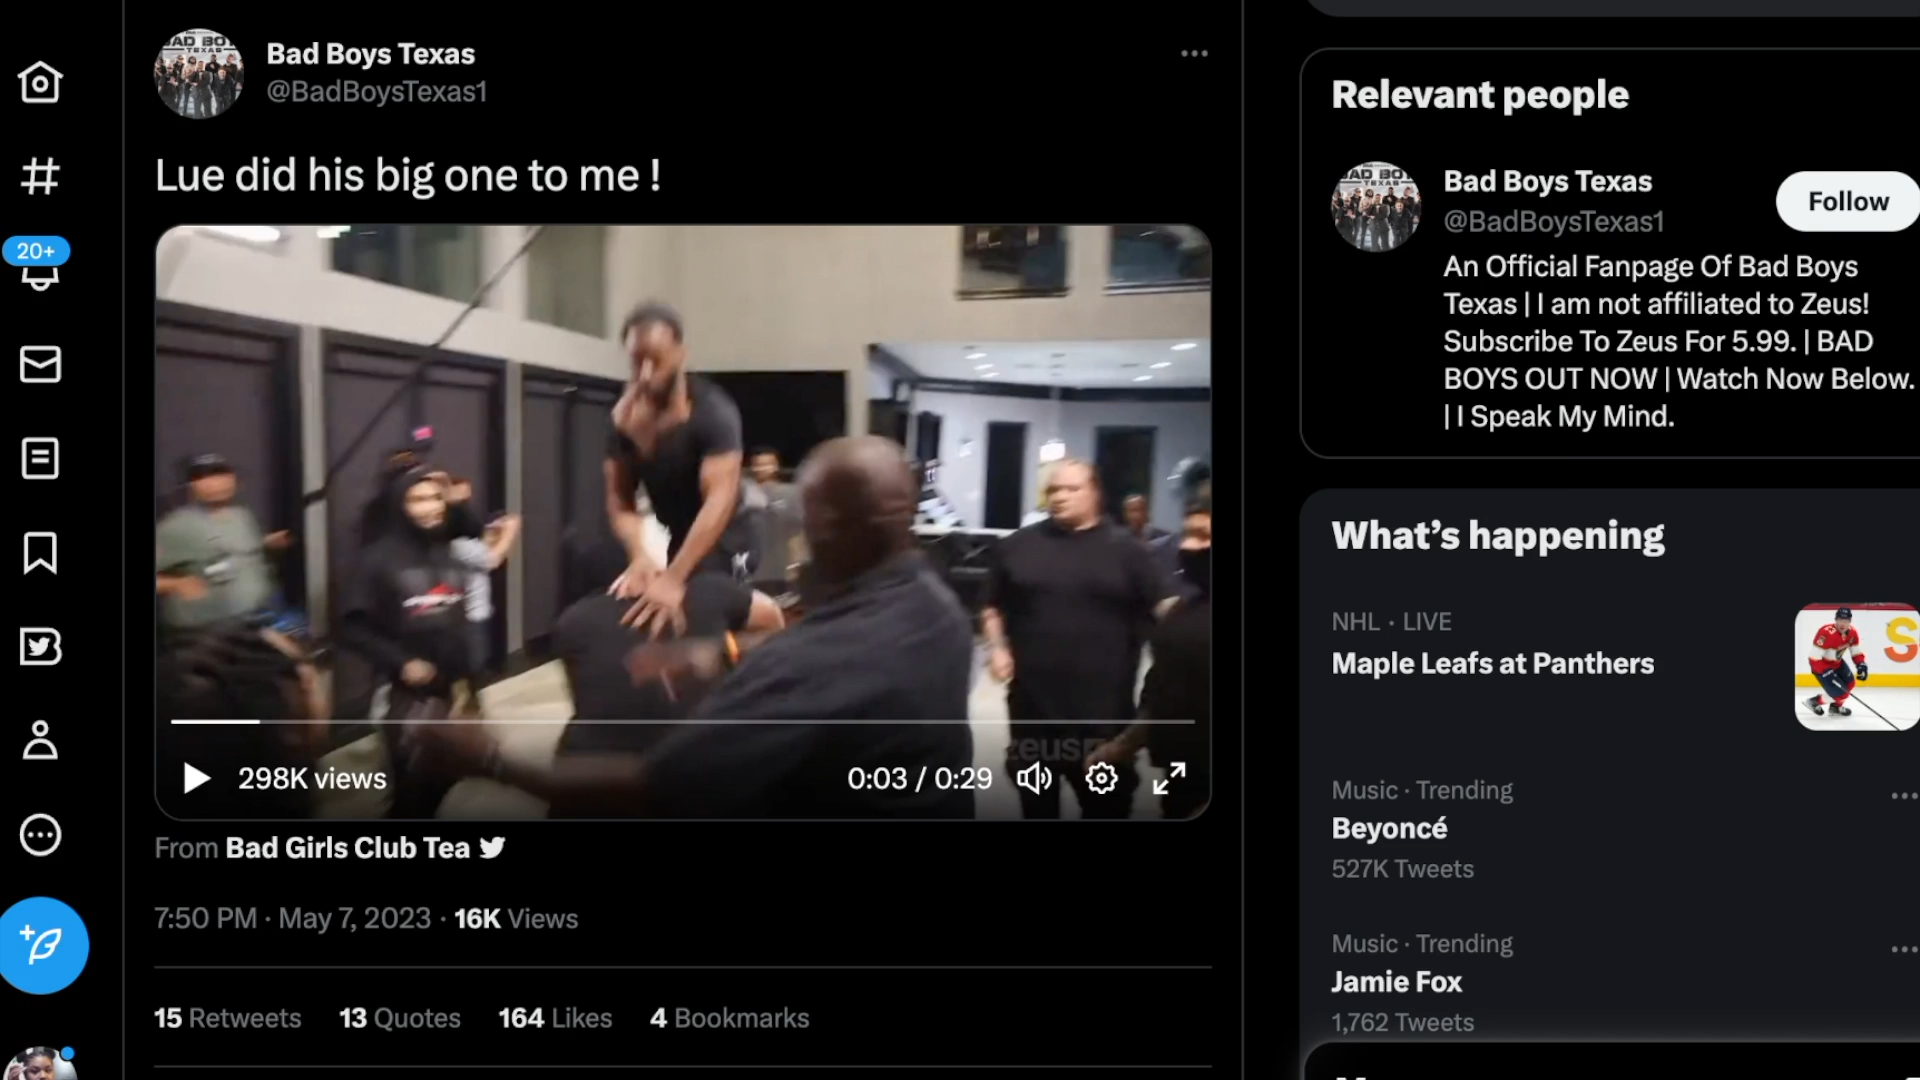 Bad Boys Texas
@BadBoysTexas1
Lue did his big one to me !
298K views
0:03 / 0:29
zeus
From Bad Girls Club Tea
7:50 PM · May 7, 2023 · 16K Views
15 Retweets 13 Quotes 164 Likes 4 Bookmarks
20+
Relevant people
Bad Boys Texas
@BadBoysTexas1
Follow
An Official Fanpage Of Bad Boys
Texas | I am not affiliated to Zeus!
Subscribe To Zeus For 5.99. | BAD
BOYS OUT NOW | Watch Now Below.
| I Speak My Mind.
What's happening
NHL · LIVE
Maple Leafs at Panthers
Music · Trending
Beyoncé
527K Tweets
Music · Trending
Jamie Fox
1,762 Tweets